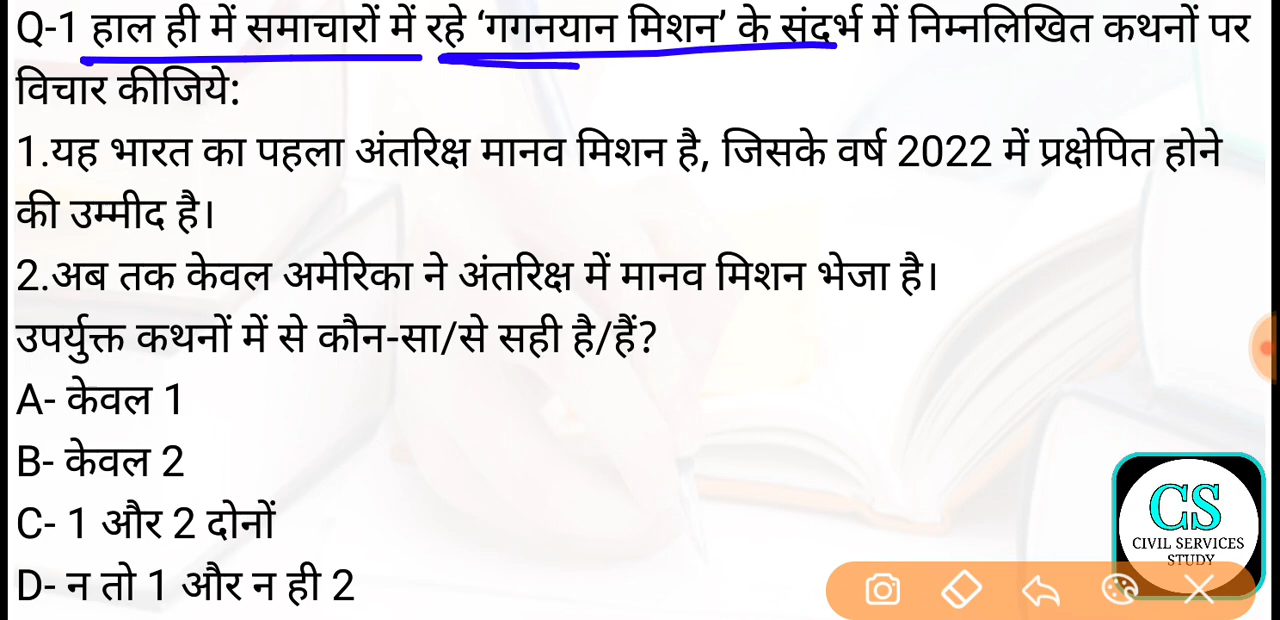 Q-1 हाल ही में समाचारों में रहे ‘गगनयान मिशन’ के संदर्भ में निम्नलिखित कथनों पर
विचार कीजिये:
1.यह भारत का पहला अंतरिक्ष मानव मिशन है, जिसके वर्ष 2022 में प्रक्षेपित होने
की उम्मीद है।
2.अब तक केवल अमेरिका ने अंतरिक्ष में मानव मिशन भेजा है।
उपर्युक्त कथनों में से कौन-सा/से सही है/हैं?
A- केवल 1
B- केवल 2
C- 1 और 2 दोनों
D- न तो 1 और न ही 2
CS
CIVIL SERVICES
STUDY